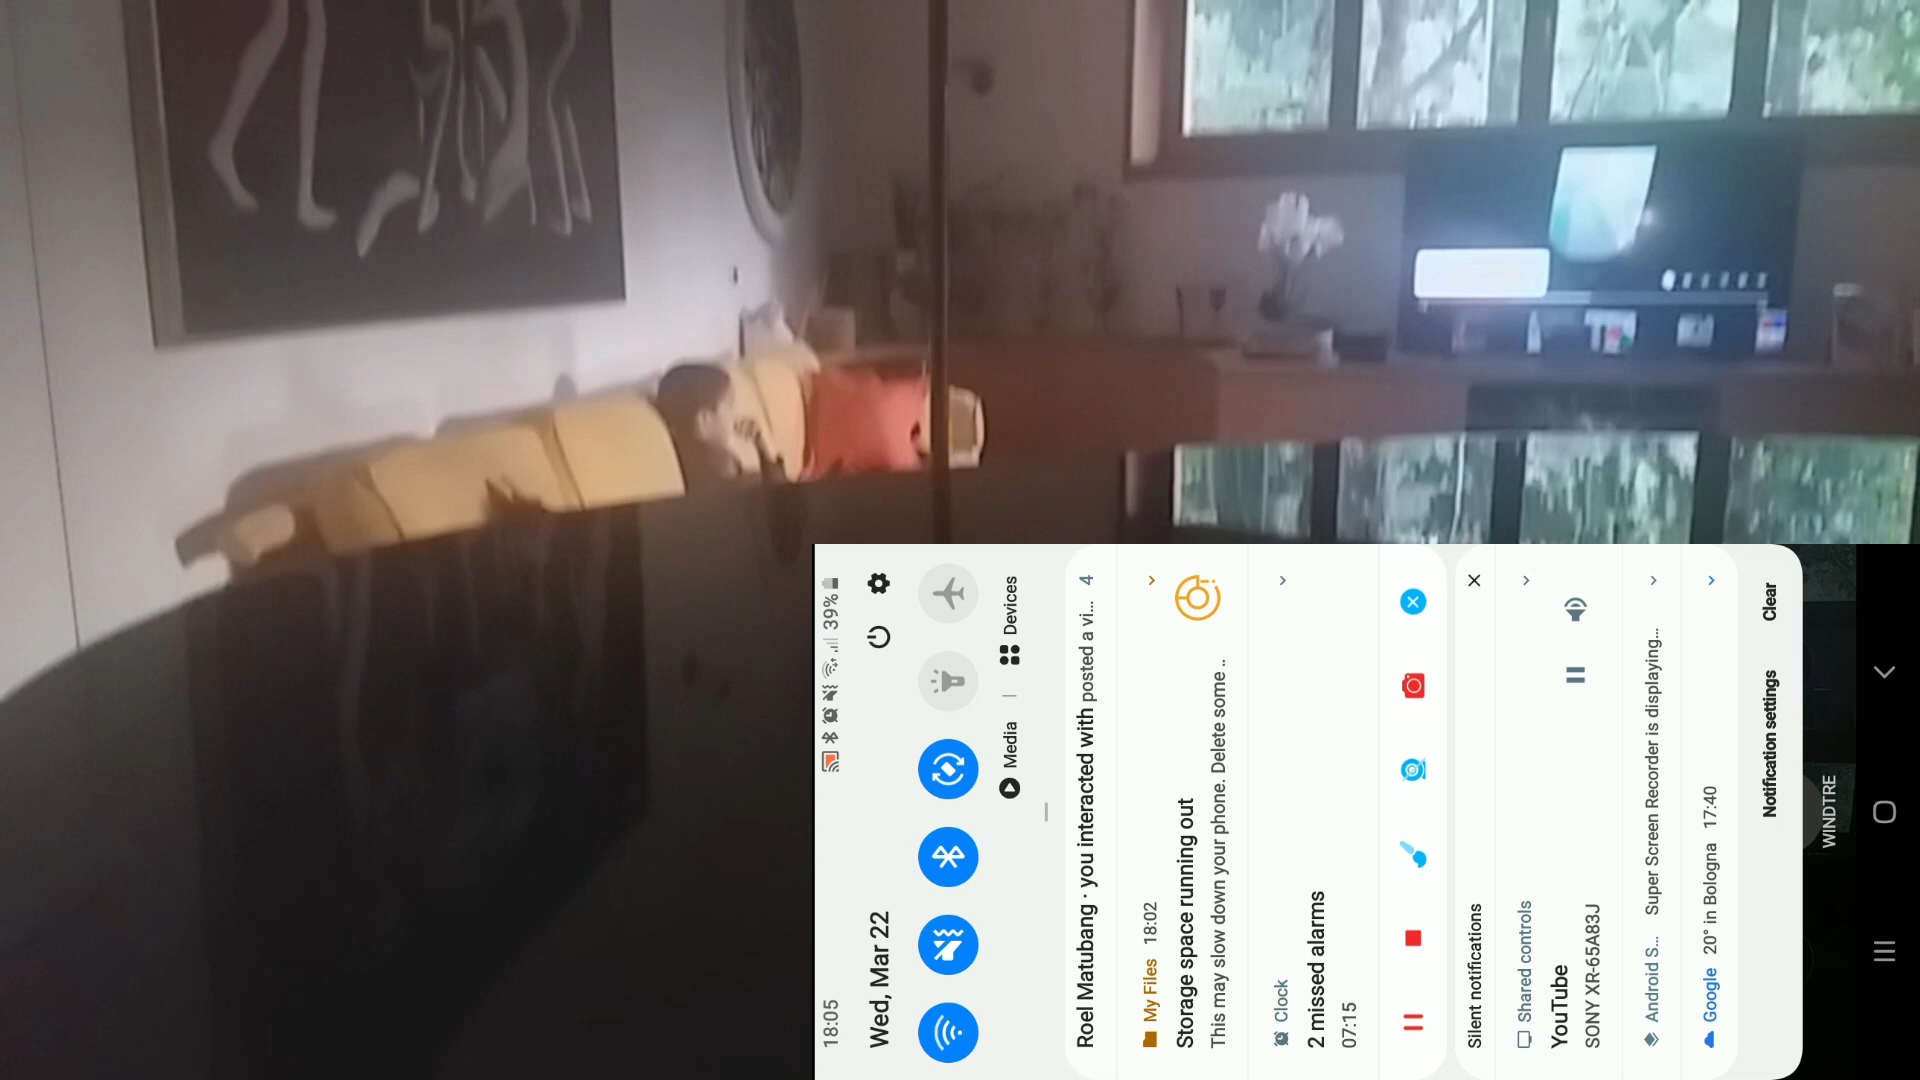 18:05
39%
Wed, Mar 22
Media | Devices
Roel Matubang · you interacted with posted a vi... 4
My Files 18:02
Storage space running out
This may slow down your phone. Delete some ..
Clock
2 missed alarms
07:15
Silent notifications
Shared controls
YouTube
SONY XR-65A83J
Android S... Super Screen Recorder is displaying...
Google 20° in Bologna 17:40
Notification settings Clear
WINDTRE